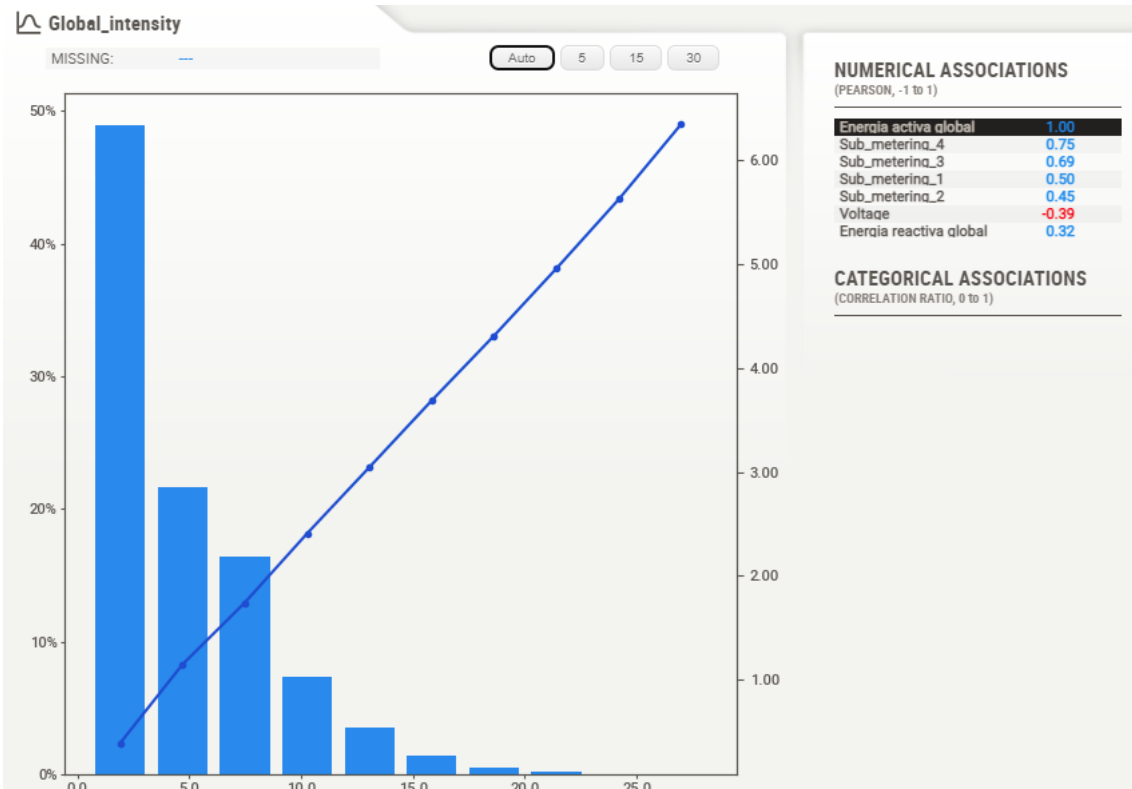 Global_intensity
MISSING: ---
Auto 5 15 30
50%
40%
30%
20%
10%
0%
6.00
5.00
4.00
3.00
2.00
1.00
0.0 5.0 10.0 15.0 20.0 25.0
NUMERICAL ASSOCIATIONS
(PEARSON, -1 to 1)
Energia activa global 1.00
Sub_metering_4 0.75
Sub_metering_3 0.69
Sub_metering_1 0.50
Sub_metering_2 0.45
Voltage -0.39
Energia reactiva global 0.32
CATEGORICAL ASSOCIATIONS
(CORRELATION RATIO, 0 to 1)